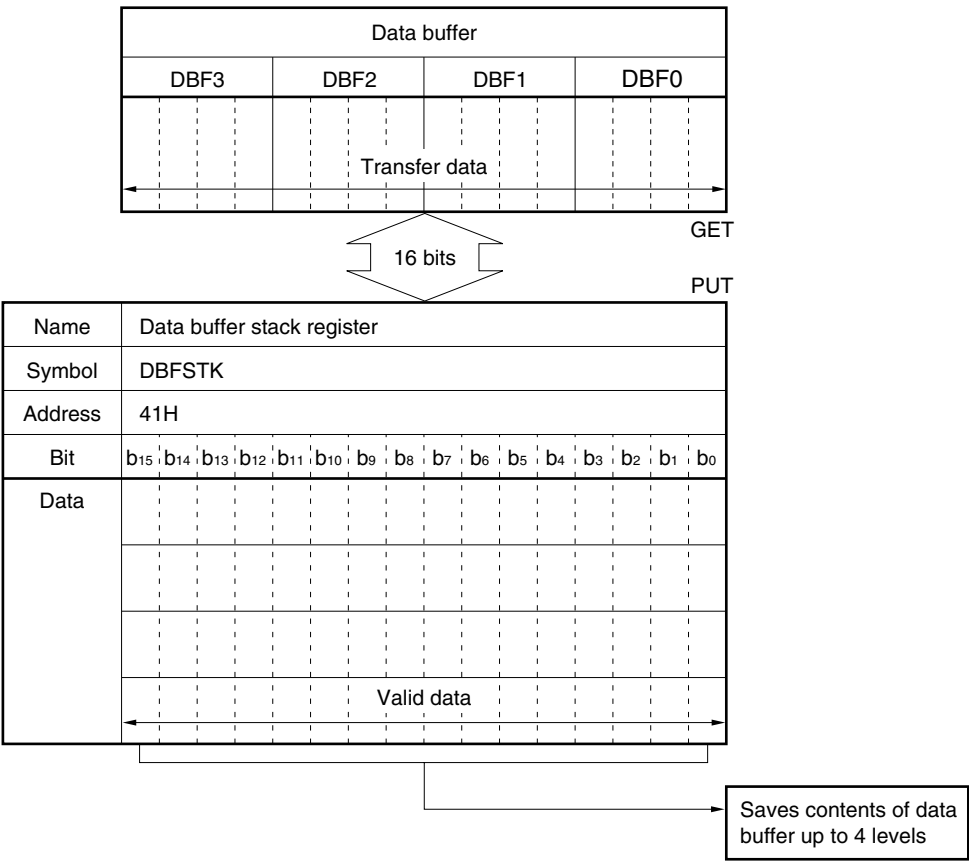 Data buffer
DBF3 DBF2 DBF1 DBF0
Transfer data
GET
16 bits
PUT
Name Data buffer stack register
Symbol DBFSTK
Address 41H
Bit b15 b14 b13 b12 b11 b10 b9 b8 b7 b6 b5 b4 b3 b2 b1 b0
Data
Valid data
Saves contents of data
buffer up to 4 levels